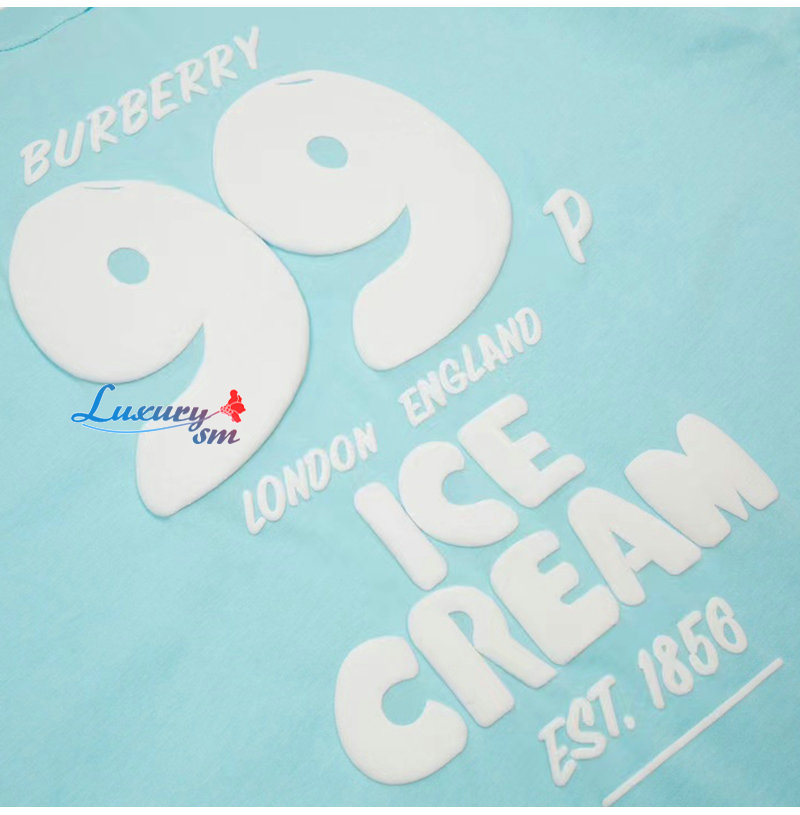 BURBERRY
99
P
LONDON ENGLAND
ICE
CREAM
EST. 1856
Luxury
sm